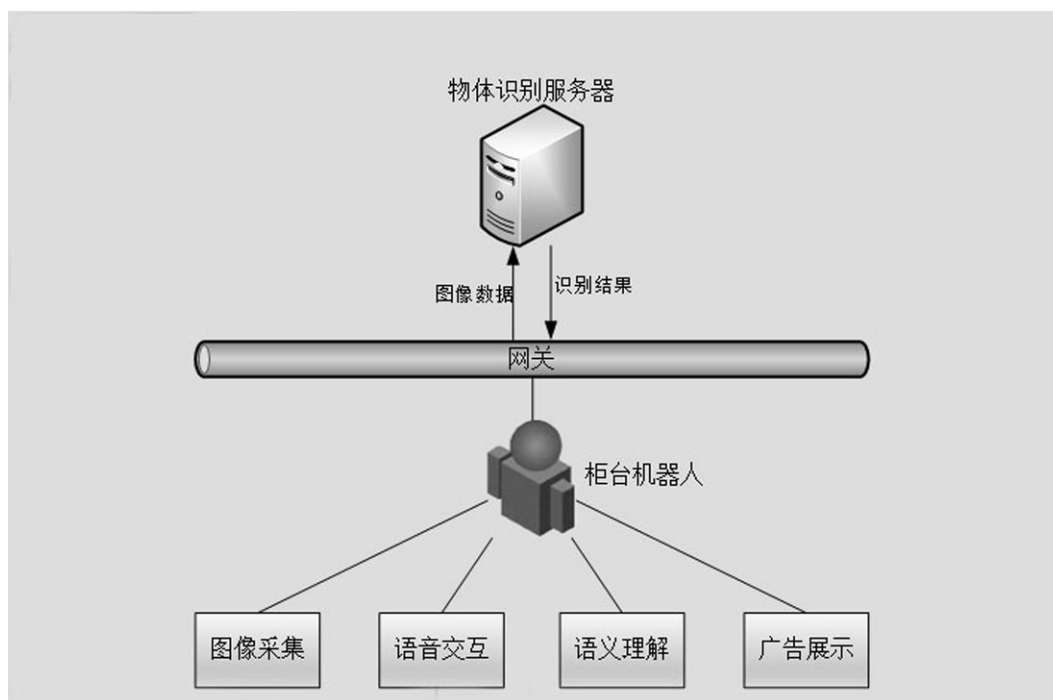 物体识别服务器
图像数据
识别结果
网关
柜台机器人
图像采集
语音交互
语义理解
广告展示